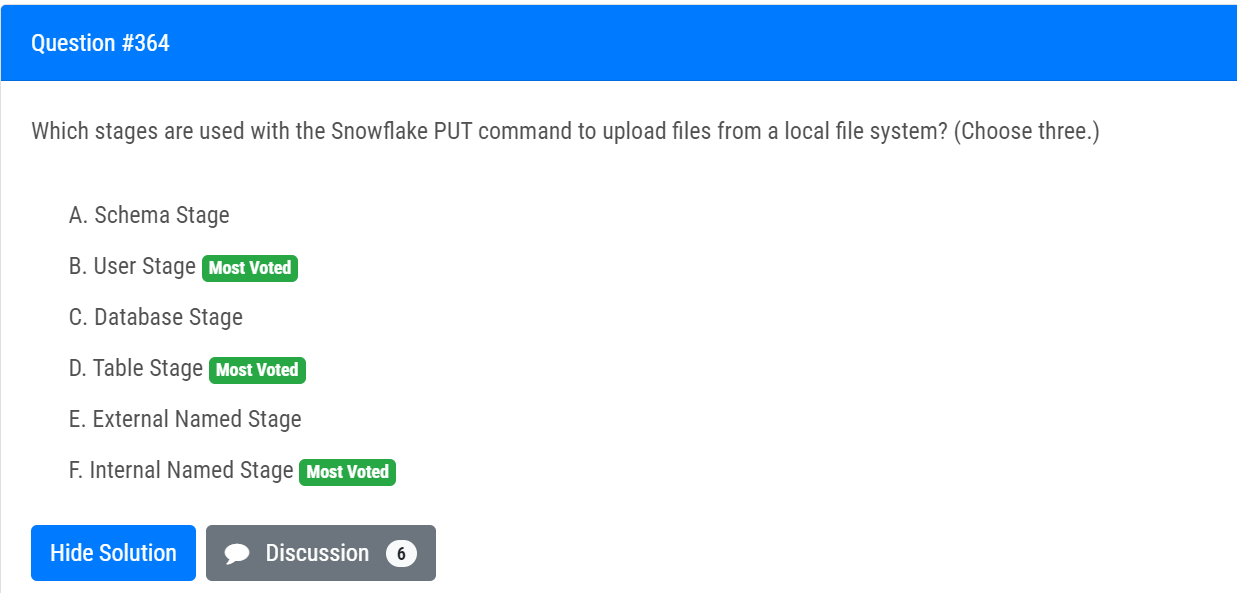 Question #364
Which stages are used with the Snowflake PUT command to upload files from a local file system? (Choose three.)
A. Schema Stage
B. User Stage Most Voted
C. Database Stage
D. Table Stage Most Voted
E. External Named Stage
F. Internal Named Stage Most Voted
Hide Solution Discussion 6